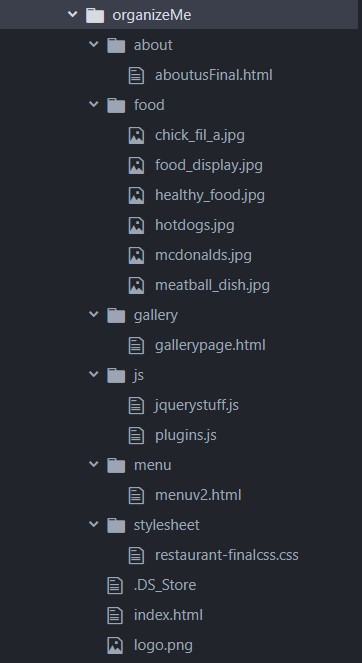 organizeMe
about
aboutusFinal.html
food
chick_fil_a.jpg
food_display.jpg
healthy_food.jpg
hotdogs.jpg
mcdonalds.jpg
meatball_dish.jpg
gallery
gallerypage.html
js
jquerystuff.js
plugins.js
menu
menuv2.html
stylesheet
restaurant-finalcss.css
.DS_Store
index.html
logo.png